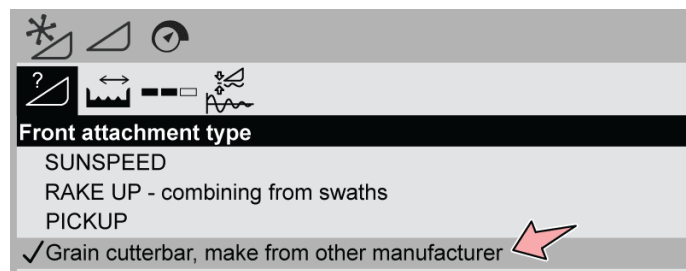 ?
Front attachment type
SUNSPEED
RAKE UP - combining from swaths
PICKUP
Grain cutterbar, make from other manufacturer